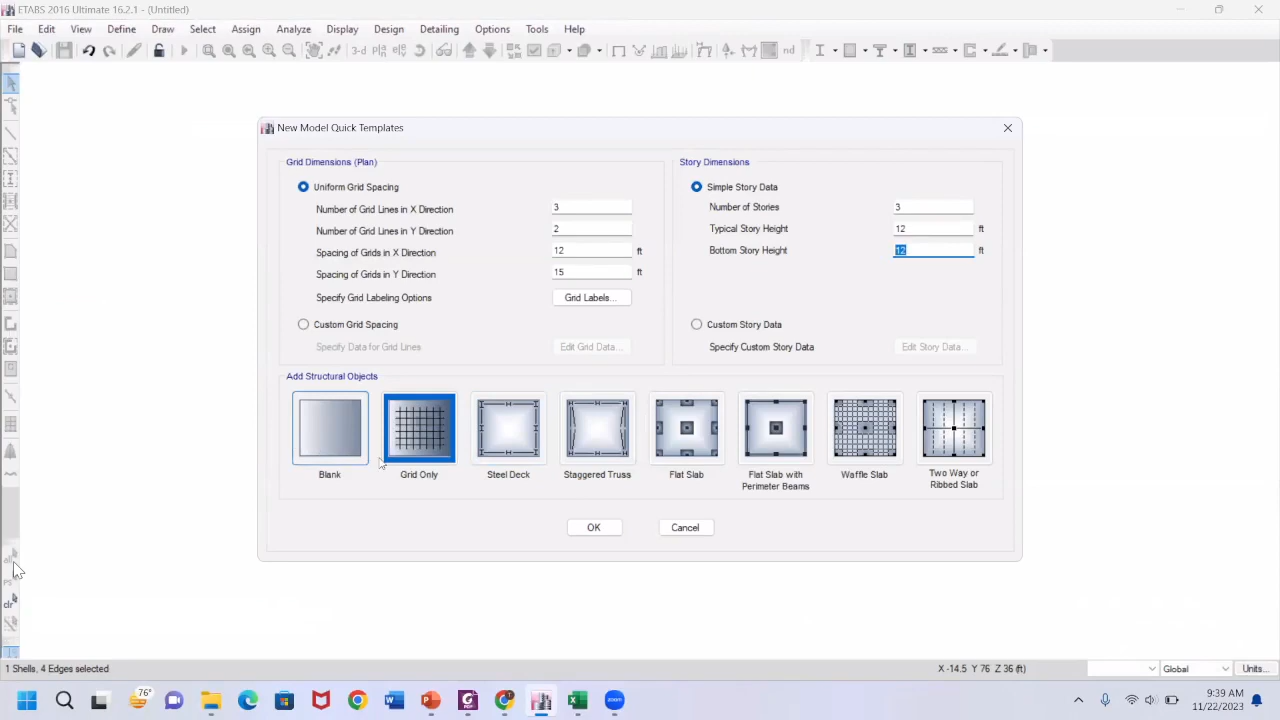 ETABS 2016 Ultimate 16.2.1 - (Untitled)
File Edit View Define Draw Select Assign Analyze Display Design Detailing Options Tools Help
3-d
nd
New Model Quick Templates
Grid Dimensions (Plan)
Uniform Grid Spacing
Number of Grid Lines in X Direction 3
Number of Grid Lines in Y Direction 2
Spacing of Grids in X Direction 12 ft
Spacing of Grids in Y Direction 15 ft
Specify Grid Labeling Options Grid Labels...
Custom Grid Spacing
Specify Data for Grid Lines Edit Grid Data...
Story Dimensions
Simple Story Data
Number of Stories 3
Typical Story Height 12 ft
Bottom Story Height 12 ft
Custom Story Data
Specify Custom Story Data Edit Story Data...
Add Structural Objects
Blank
Grid Only
Steel Deck
Staggered Truss
Flat Slab
Flat Slab with
Perimeter Beams
Waffle Slab
Two Way or
Ribbed Slab
OK Cancel
all
clr
1 Shells, 4 Edges selected
X -14.5 Y 76 Z 36 (ft)
Global
Units...
76°
zoom
9:39 AM
11/22/2023